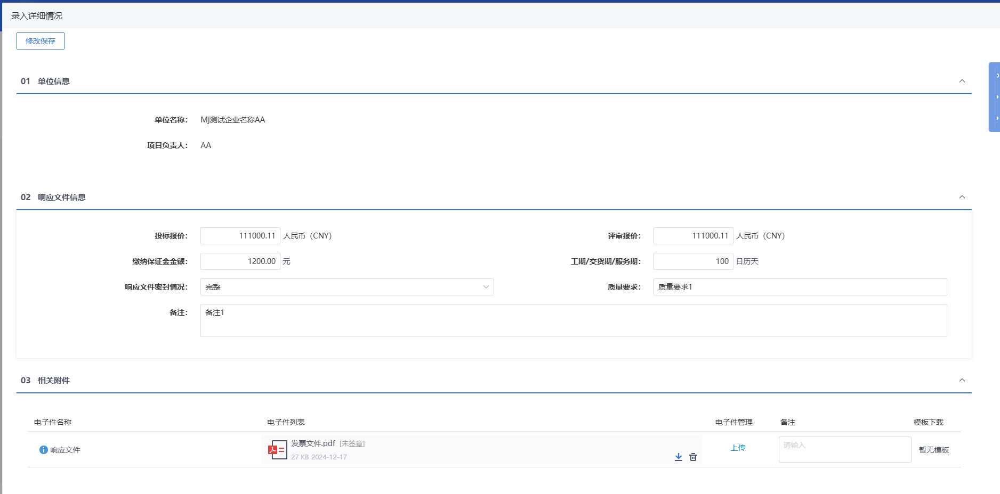 录入详细情况
修改保存
01 单位信息
单位名称： Mj测试企业名称AA
项目负责人： AA
02 响应文件信息
投标报价： 111000.11 人民币（CNY） 评审报价： 111000.11 人民币（CNY）
缴纳保证金金额： 1200.00 元 工期/交货期/服务期： 100 日历天
响应文件密封情况： 完整 质量要求： 质量要求1
备注： 备注1
03 相关附件
电子件名称 电子件列表 电子件管理 备注 模板下载
响应文件 发票文件.pdf [未签章] 上传 请输入 暂无模板
27 KB 2024-12-17